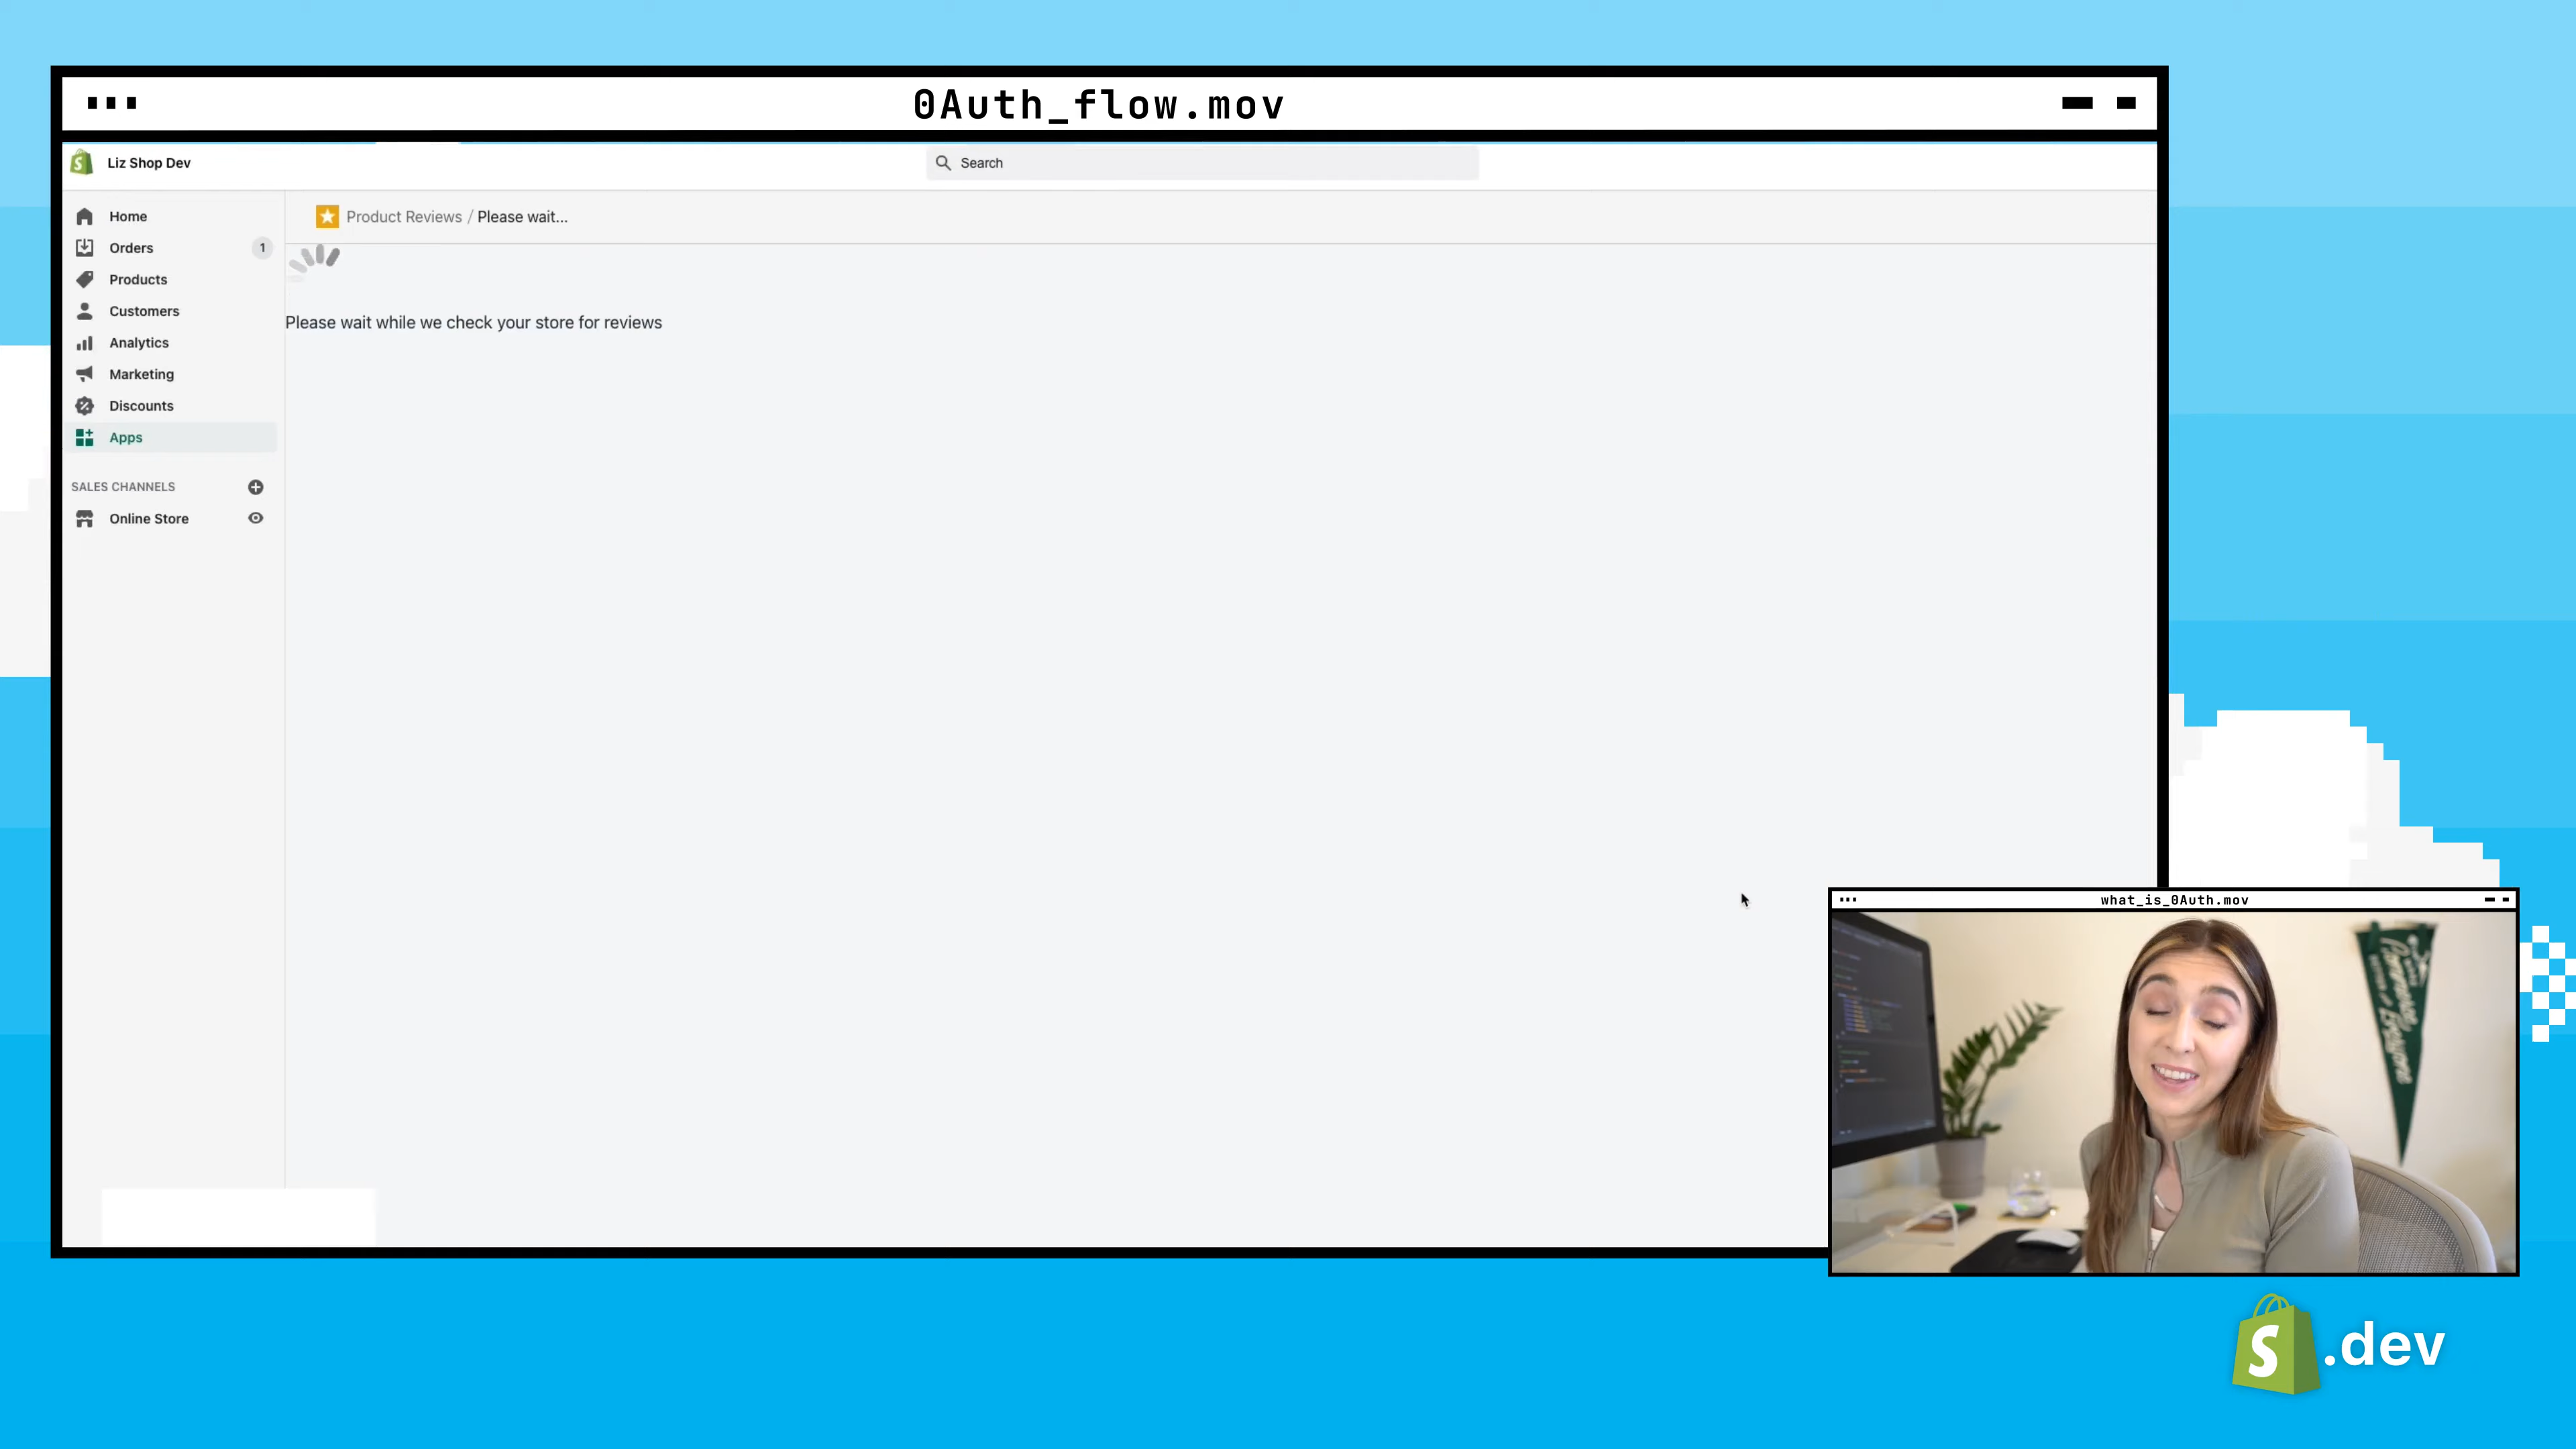 0Auth_flow.mov
Liz Shop Dev
Search
Home
Orders
1
Products
Customers
Analytics
Marketing
Discounts
Apps
SALES CHANNELS
Online Store
Product Reviews / Please wait...
Please wait while we check your store for reviews
what_is_0Auth.mov
.dev